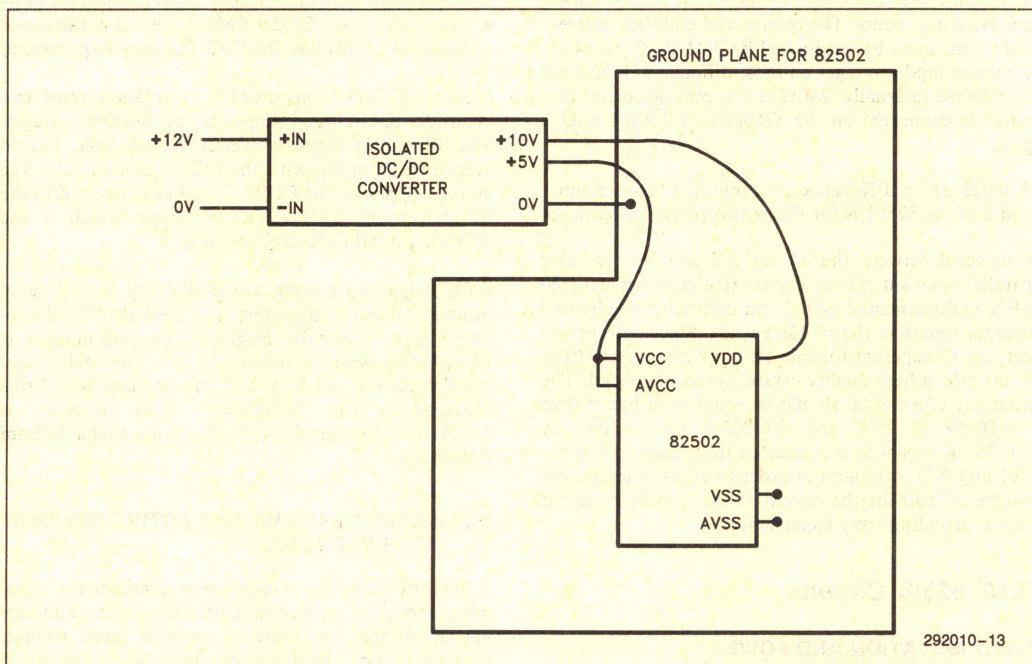 GROUND PLANE FOR 82502
+12V
+IN
ISOLATED
DC/DC
CONVERTER
+10V
+5V
0V
-IN
0V
VCC
VDD
AVCC
82502
VSS
AVSS
292010-13